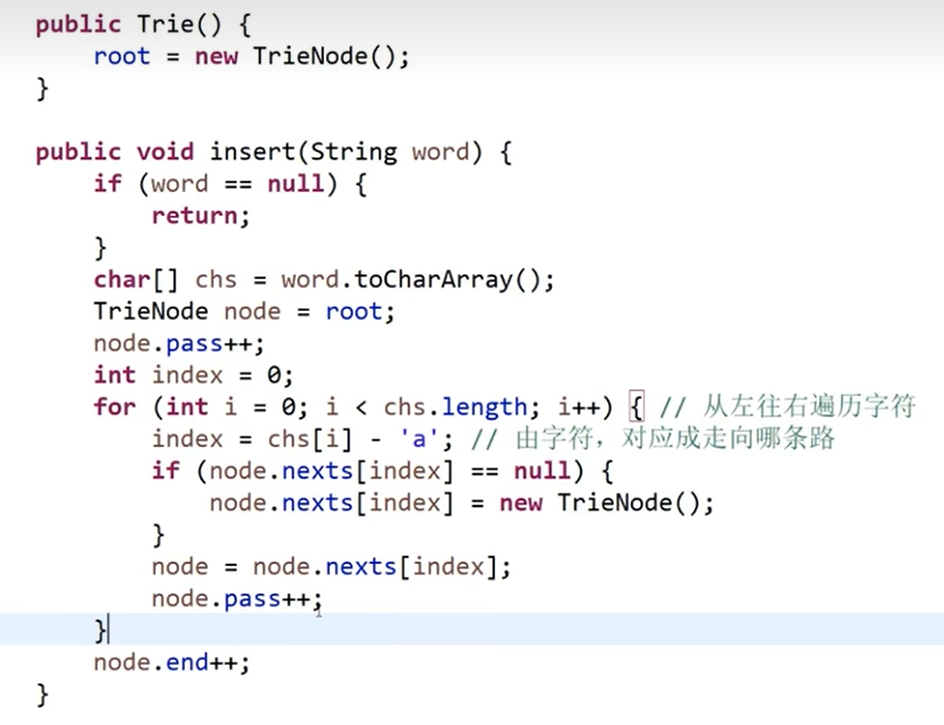 public Trie() {
    root = new TrieNode();
}

public void insert(String word) {
    if (word == null) {
        return;
    }
    char[] chs = word.toCharArray();
    TrieNode node = root;
    node.pass++;
    int index = 0;
    for (int i = 0; i < chs.length; i++) { // 从左往右遍历字符
        index = chs[i] - 'a'; // 由字符，对应成走向哪条路
        if (node.nexts[index] == null) {
            node.nexts[index] = new TrieNode();
        }
        node = node.nexts[index];
        node.pass++;
    }
    node.end++;
}